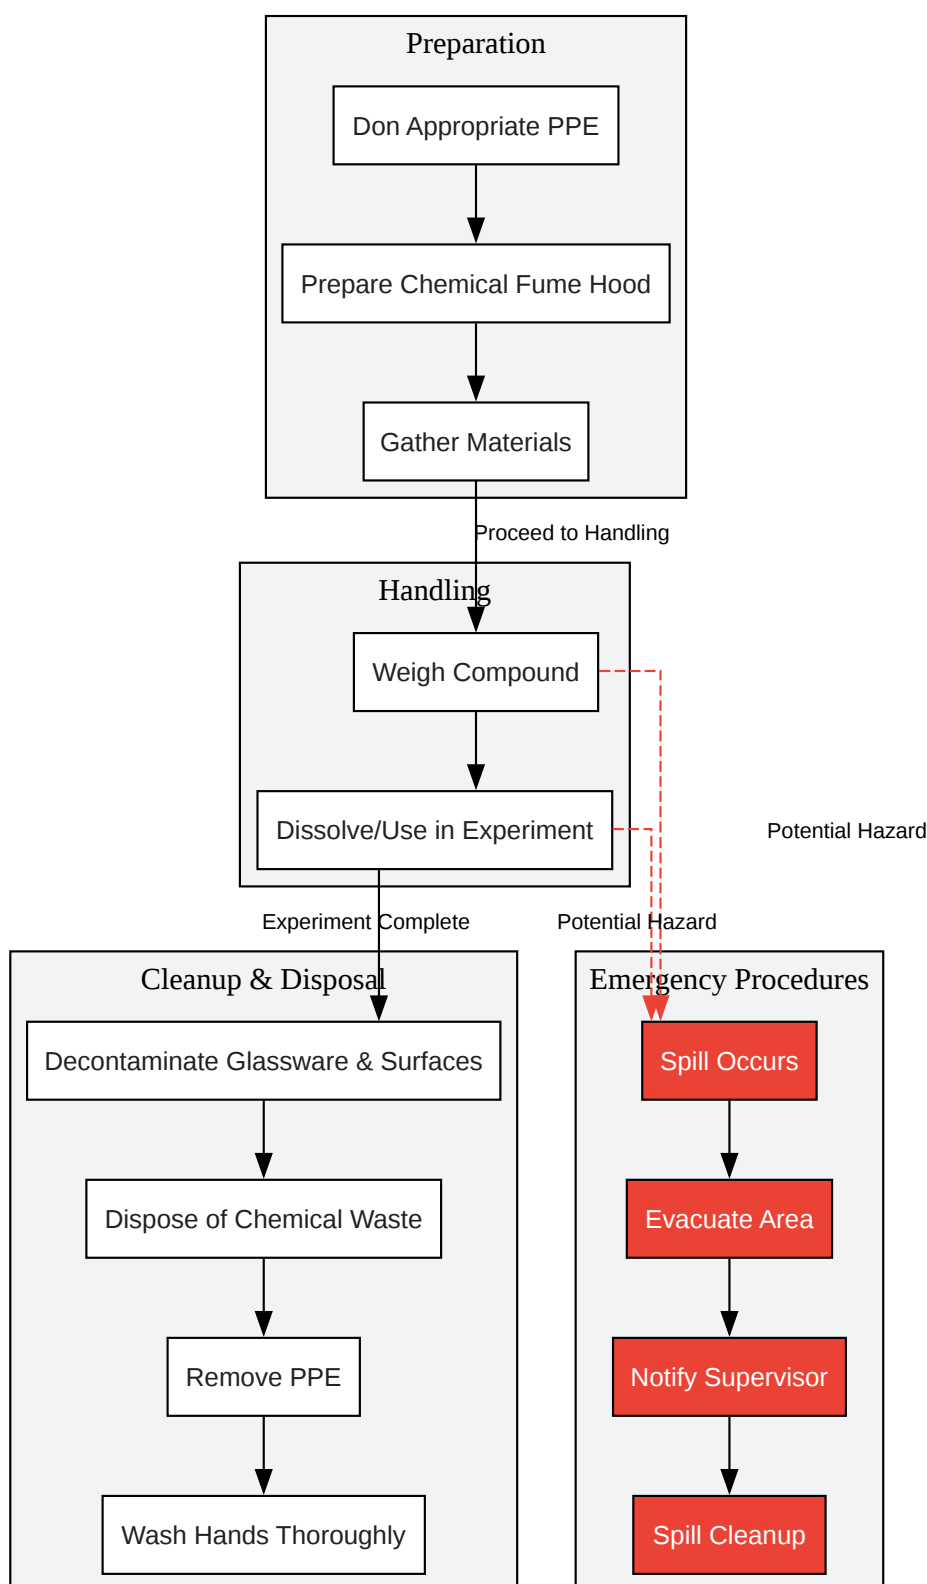 Preparation
Don Appropriate PPE
Prepare Chemical Fume Hood
Gather Materials
Proceed to Handling
Handling
Weigh Compound
Dissolve/Use in Experiment
Potential Hazard
Experiment Complete
Potential Hazard
Cleanup & Disposal
Decontaminate Glassware & Surfaces
Dispose of Chemical Waste
Remove PPE
Wash Hands Thoroughly
Emergency Procedures
Spill Occurs
Evacuate Area
Notify Supervisor
Spill Cleanup